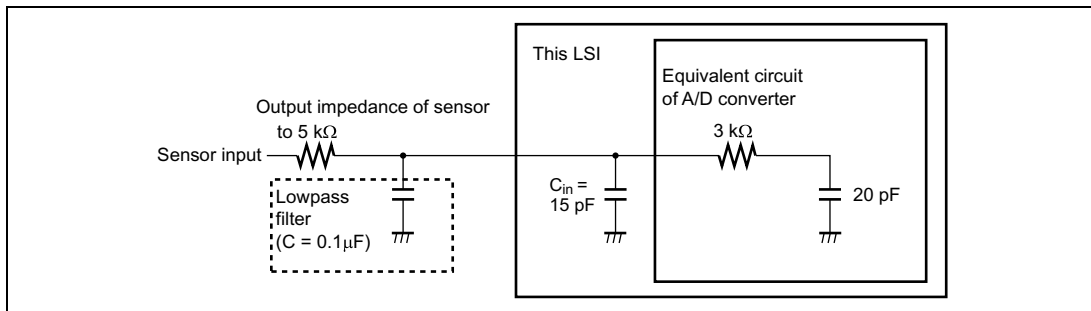 This LSI
Equivalent circuit
of A/D converter
Output impedance of sensor
to 5 kΩ
3 kΩ
Sensor input
Cin =
15 pF
20 pF
Lowpass
filter
(C = 0.1μF)